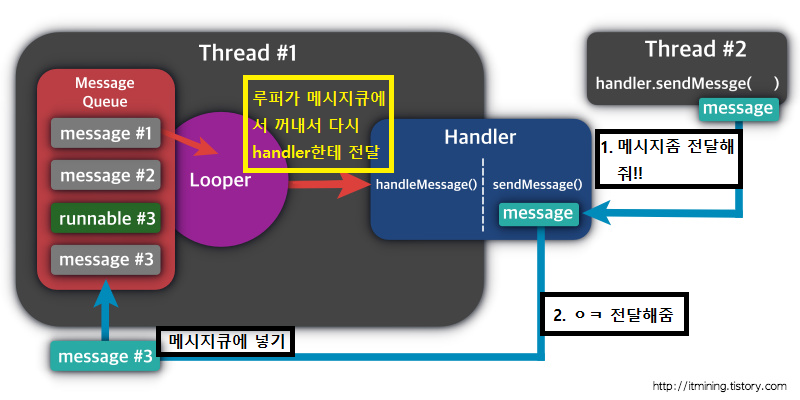 Thread #1
Message
Queue
message #1
message #2
runnable #3
message #3
Looper
루퍼가 메시지큐에
서 꺼내서 다시
handler한테 전달
Handler
handleMessage()
sendMessage()
message
Thread #2
handler.sendMessge( )
message
1. 메시지좀 전달해
줘!!
2. ㅇㅋ 전달해줌
메시지큐에 넣기
message #3
http://itmining.tistory.com